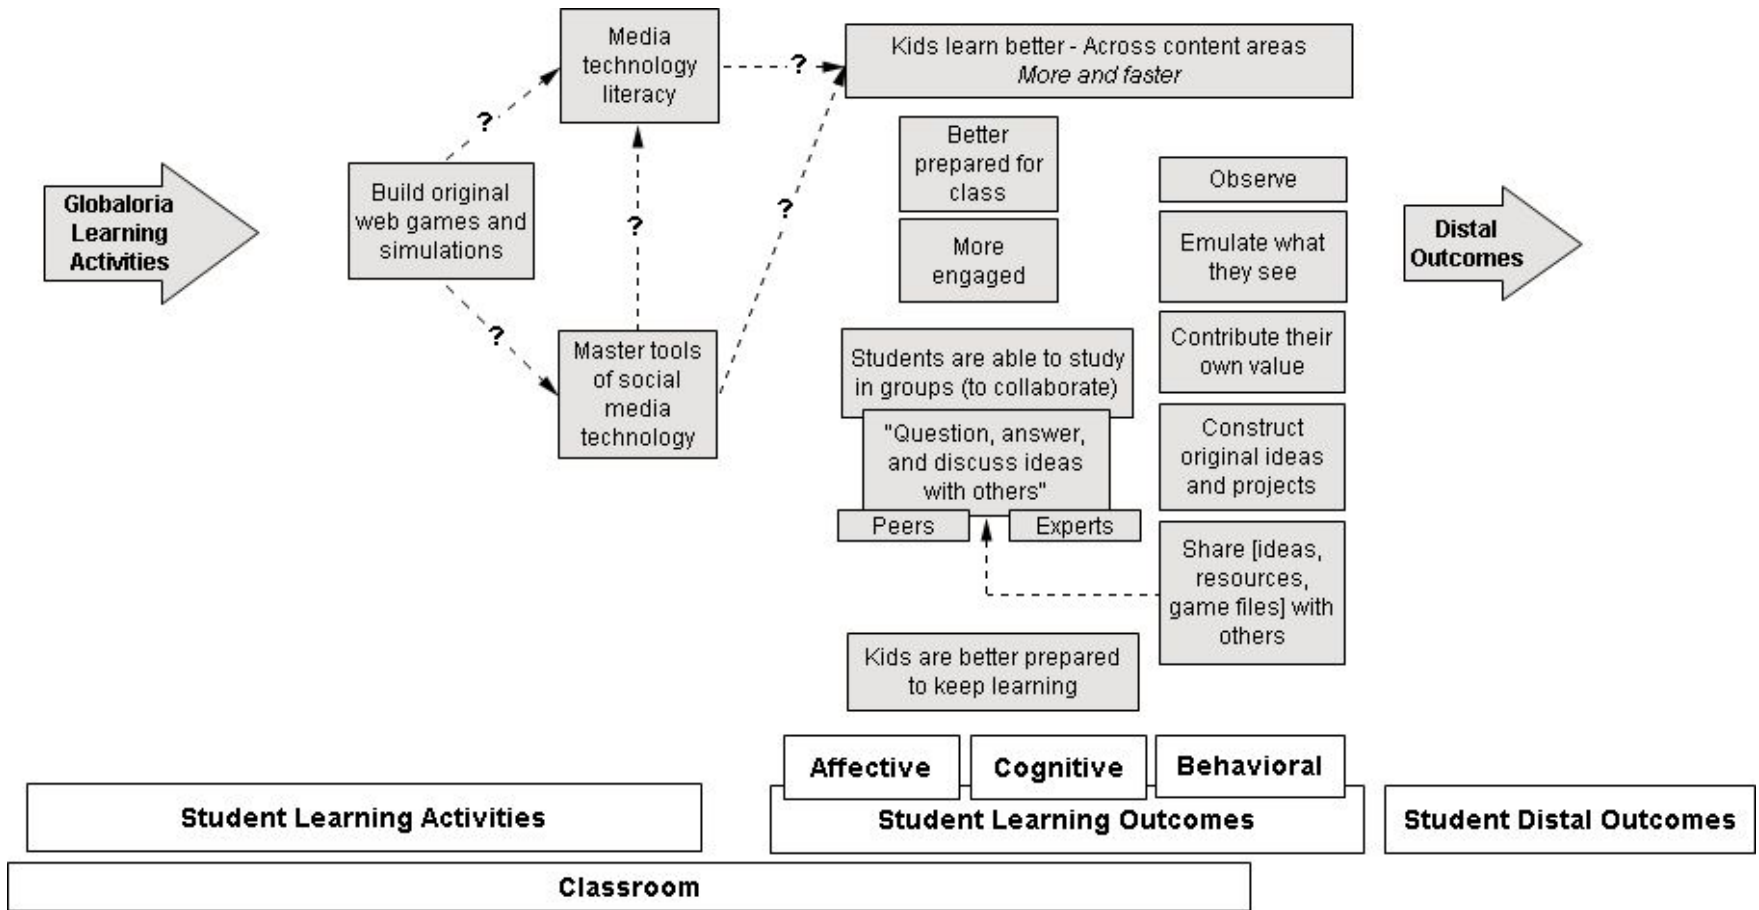 Globaloria
Learning
Activities
Build original
web games and
simulations
?
?
Media
technology
literacy
?
Master tools
of social
media
technology
?
?
Kids learn better - Across content areas
More and faster
Better
prepared for
class
More
engaged
Students are able to study
in groups (to collaborate)
"Question, answer,
and discuss ideas
with others"
Peers
Experts
Kids are better prepared
to keep learning
Observe
Emulate what
they see
Contribute their
own value
Construct
original ideas
and projects
Share [ideas,
resources,
game files] with
others
Distal
Outcomes
Affective
Cognitive
Behavioral
Student Learning Activities
Student Learning Outcomes
Student Distal Outcomes
Classroom